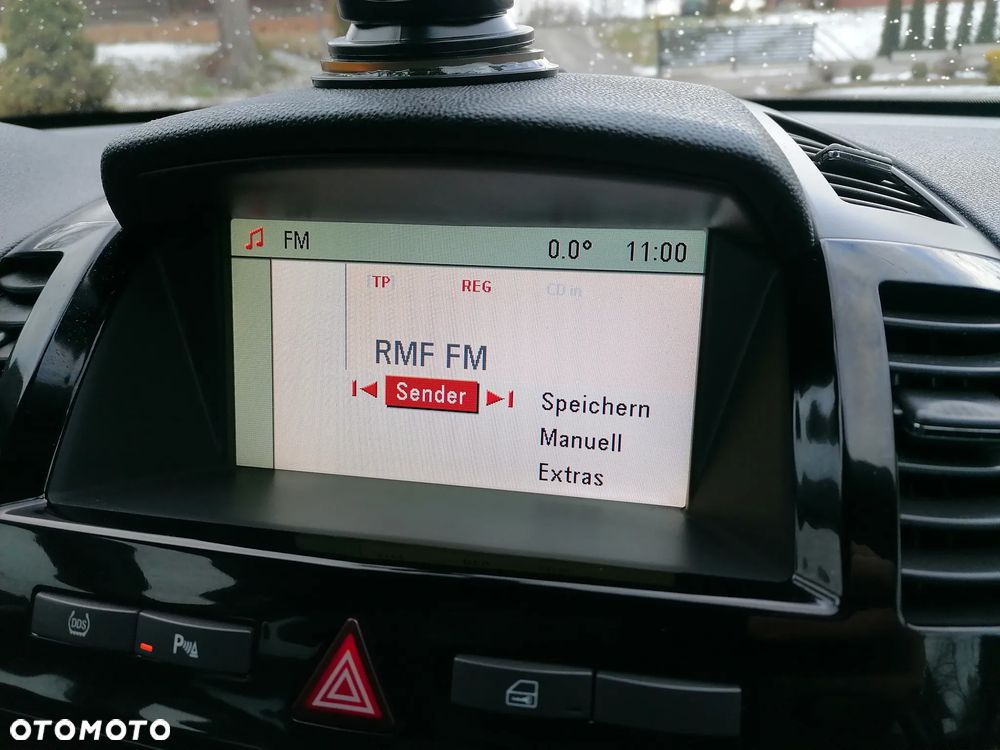 FM 0.0° 11:00
[TP] REG CD in
RMF FM
Sender
Speichern
Manuell
Extras
DDS
P
OTOMOTO